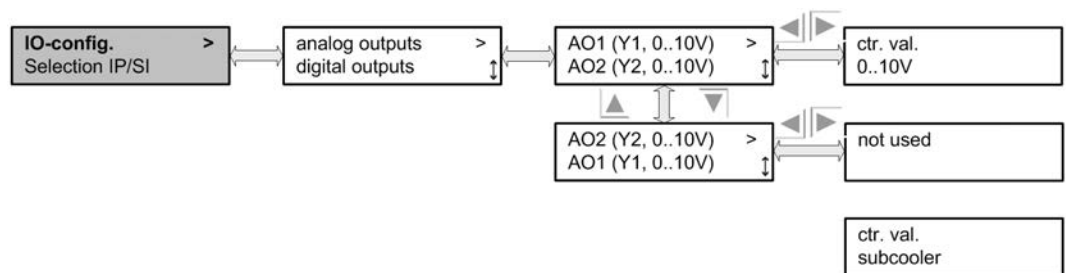 IO-config. >
Selection IP/SI
analog outputs >
digital outputs
AO1 (Y1, 0..10V) >
AO2 (Y2, 0..10V)
ctr. val.
0..10V
AO2 (Y2, 0..10V) >
AO1 (Y1, 0..10V)
not used
ctr. val.
subcooler